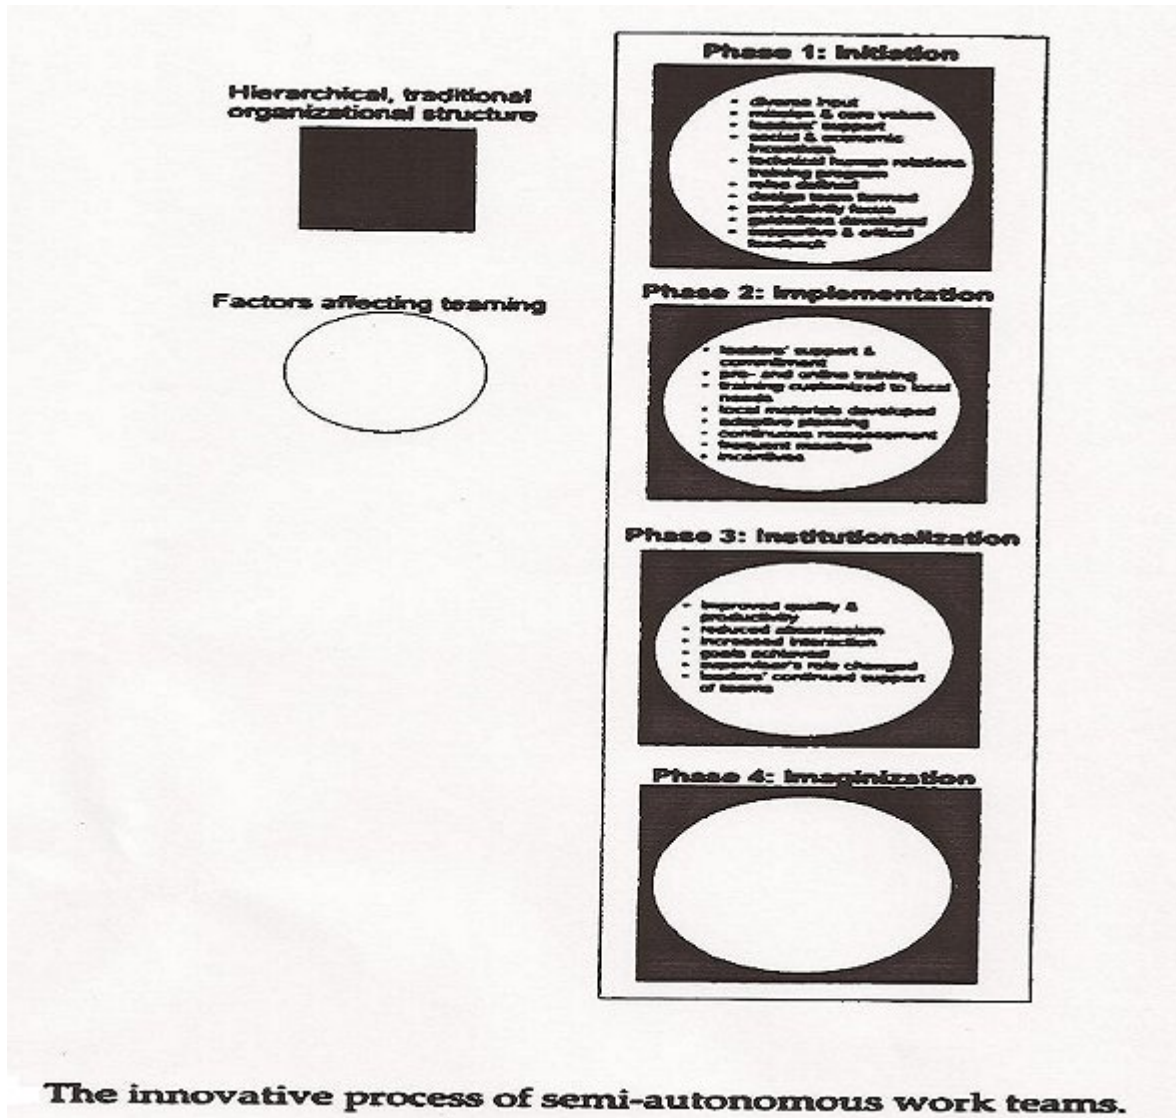 Hierarchical, traditional
organizational structure
Factors affecting teaming
Phase 1: Initiation
• diverse input
• mission & core values
• leaders' support
• social & economic
incentives
• technical human relations
training program
• roles defined
• design team formed
• productivity focus
• guidelines developed
• supportive & critical
feedback
Phase 2: Implementation
• leaders' support &
commitment
• pre- and online training
• training customized to local
needs
• local materials developed
• adaptive planning
• continuous reassessment
• frequent meetings
• incentives
Phase 3: Institutionalization
• improved quality &
productivity
• reduced absenteeism
• increased interaction
• goals achieved
• supervisor's role changed
• leaders' continued support
of teams
Phase 4: Imaginization
The innovative process of semi-autonomous work teams.